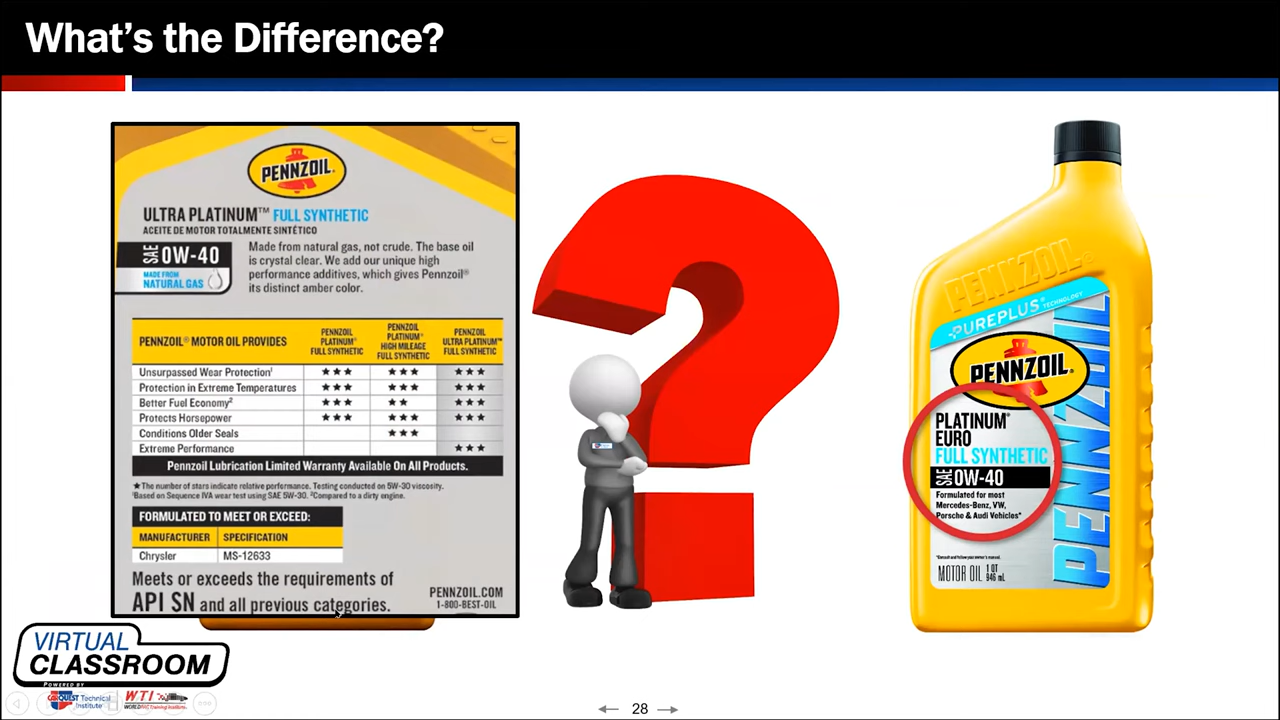 What's the Difference?
PENNZOIL®
ULTRA PLATINUM™ FULL SYNTHETIC
ACEITE DE MOTOR TOTALMENTE SINTÉTICO
SAE 0W-40
MADE FROM
NATURAL GAS
Made from natural gas, not crude. The base oil
is crystal clear. We add our unique high
performance additives, which gives Pennzoil®
its distinct amber color.
PENNZOIL® MOTOR OIL PROVIDES
PENNZOIL
PLATINUM®
FULL SYNTHETIC
PENNZOIL
PLATINUM®
HIGH MILEAGE
FULL SYNTHETIC
PENNZOIL
ULTRA PLATINUM™
FULL SYNTHETIC
Unsurpassed Wear Protection¹ ★★★ ★★★ ★★★
Protection in Extreme Temperatures ★★★ ★★★ ★★★
Better Fuel Economy² ★★★ ★★ ★★★
Protects Horsepower ★★★ ★★★ ★★★
Conditions Older Seals ★★★
Extreme Performance ★★★
Pennzoil Lubrication Limited Warranty Available On All Products.
★The number of stars indicate relative performance. Testing conducted on 5W-30 viscosity.
¹Based on Sequence IVA wear test using SAE 5W-30. ²Compared to a dirty engine.
FORMULATED TO MEET OR EXCEED:
MANUFACTURER SPECIFICATION
Chrysler MS-12633
Meets or exceeds the requirements of
API SN and all previous categories.
PENNZOIL.COM
1-800-BEST-OIL
PENNZOIL
PUREPLUS® TECHNOLOGY
PENNZOIL®
PLATINUM®
EURO
FULL SYNTHETIC
SAE 0W-40
Formulated for most
Mercedes-Benz, VW,
Porsche & Audi Vehicles*
PENNZOIL
MOTOR OIL 1 QT
946 mL
VIRTUAL
CLASSROOM
POWERED BY
CARQUEST Technical
Institute
WTI
28